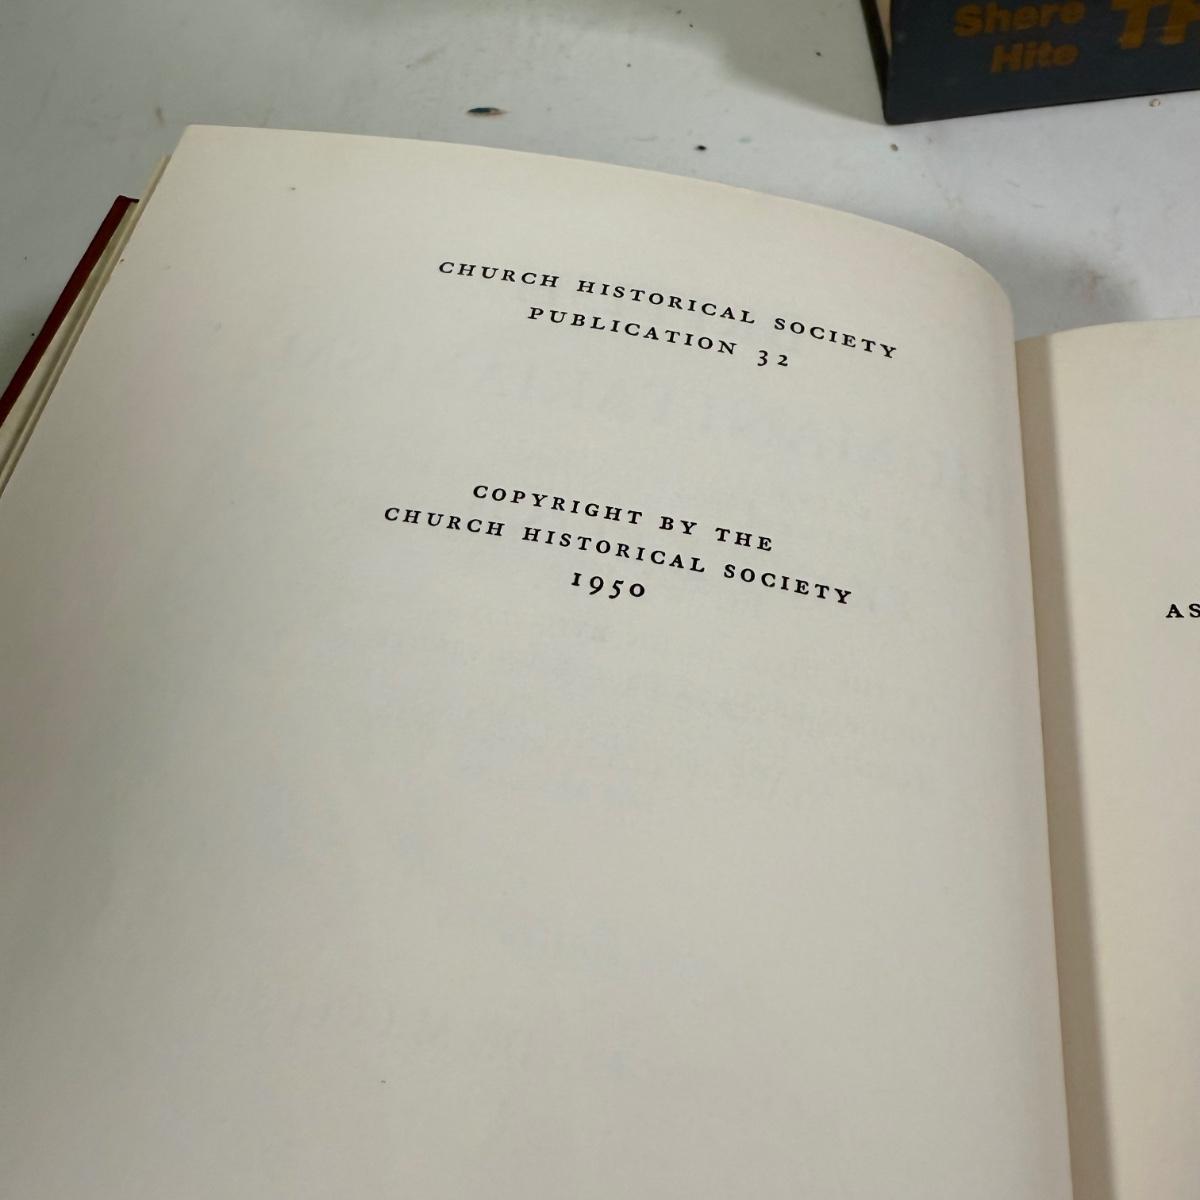 Shere
Hite
CHURCH HISTORICAL SOCIETY
PUBLICATION 32
COPYRIGHT BY THE
CHURCH HISTORICAL SOCIETY
1950